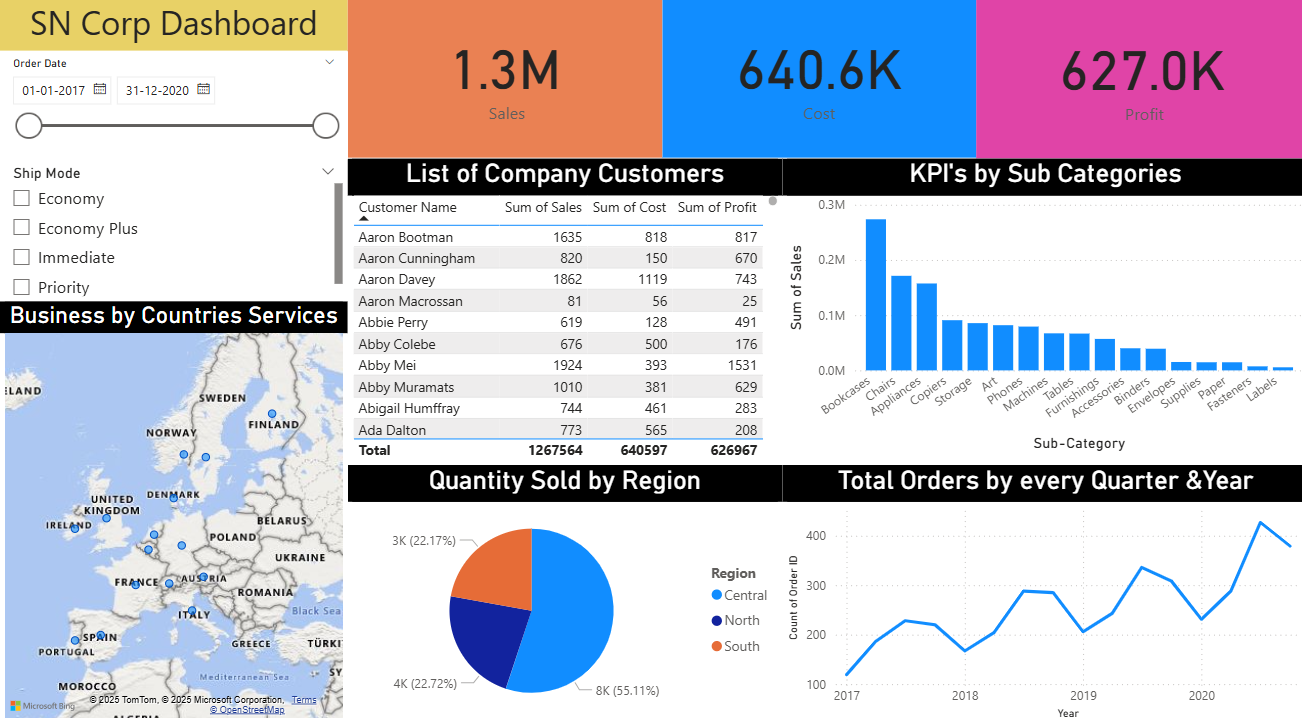 SN Corp Dashboard
Order Date
01-01-2017
31-12-2020
Ship Mode
Economy
Economy Plus
Immediate
Priority
1.3M
Sales
640.6K
Cost
627.0K
Profit
Business by Countries Services
SWEDEN
FINLAND
NORWAY
DENMARK
UNITED
KINGDOM
IRELAND
BELARUS
POLAND
UKRAINE
FRANCE
AUSTRIA
ROMANIA
ITALY
Black Sea
SPAIN
PORTUGAL
GREECE
TÜRKI
Mediterranean Sea
SY
MOROCCO
ELAND
ALGERIA
Microsoft Bing
© 2025 TomTom, © 2025 Microsoft Corporation, Terms
© OpenStreetMap
List of Company Customers
Customer Name Sum of Sales Sum of Cost Sum of Profit
Aaron Bootman 1635 818 817
Aaron Cunningham 820 150 670
Aaron Davey 1862 1119 743
Aaron Macrossan 81 56 25
Abbie Perry 619 128 491
Abby Colebe 676 500 176
Abby Mei 1924 393 1531
Abby Muramats 1010 381 629
Abigail Humffray 744 461 283
Ada Dalton 773 565 208
Total 1267564 640597 626967
KPI's by Sub Categories
Sum of Sales
0.3M
0.2M
0.1M
0.0M
Bookcases
Chairs
Appliances
Copiers
Storage
Art
Phones
Machines
Tables
Furnishings
Accessories
Binders
Envelopes
Supplies
Paper
Fasteners
Labels
Sub-Category
Quantity Sold by Region
3K (22.17%)
4K (22.72%)
8K (55.11%)
Region
Central
North
South
Total Orders by every Quarter &Year
Count of Order ID
400
300
200
100
2017
2018
2019
2020
Year